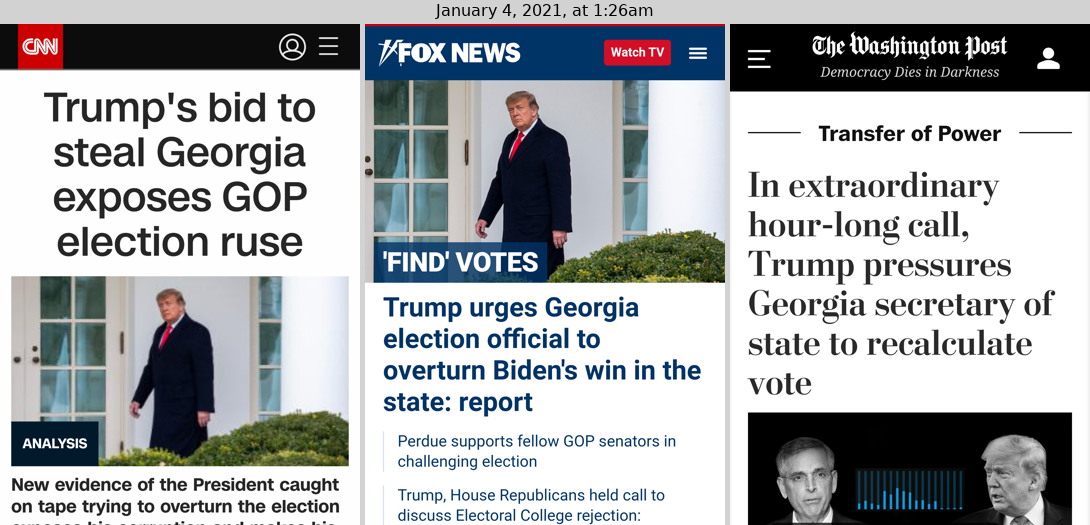 January 4, 2021, at 1:26am
CNN
Trump's bid to
steal Georgia
exposes GOP
election ruse
ANALYSIS
New evidence of the President caught
on tape trying to overturn the election
FOX NEWS
Watch TV
'FIND' VOTES
Trump urges Georgia
election official to
overturn Biden's win in the
state: report
Perdue supports fellow GOP senators in
challenging election
Trump, House Republicans held call to
discuss Electoral College rejection:
The Washington Post
Democracy Dies in Darkness
Transfer of Power
In extraordinary
hour-long call,
Trump pressures
Georgia secretary of
state to recalculate
vote